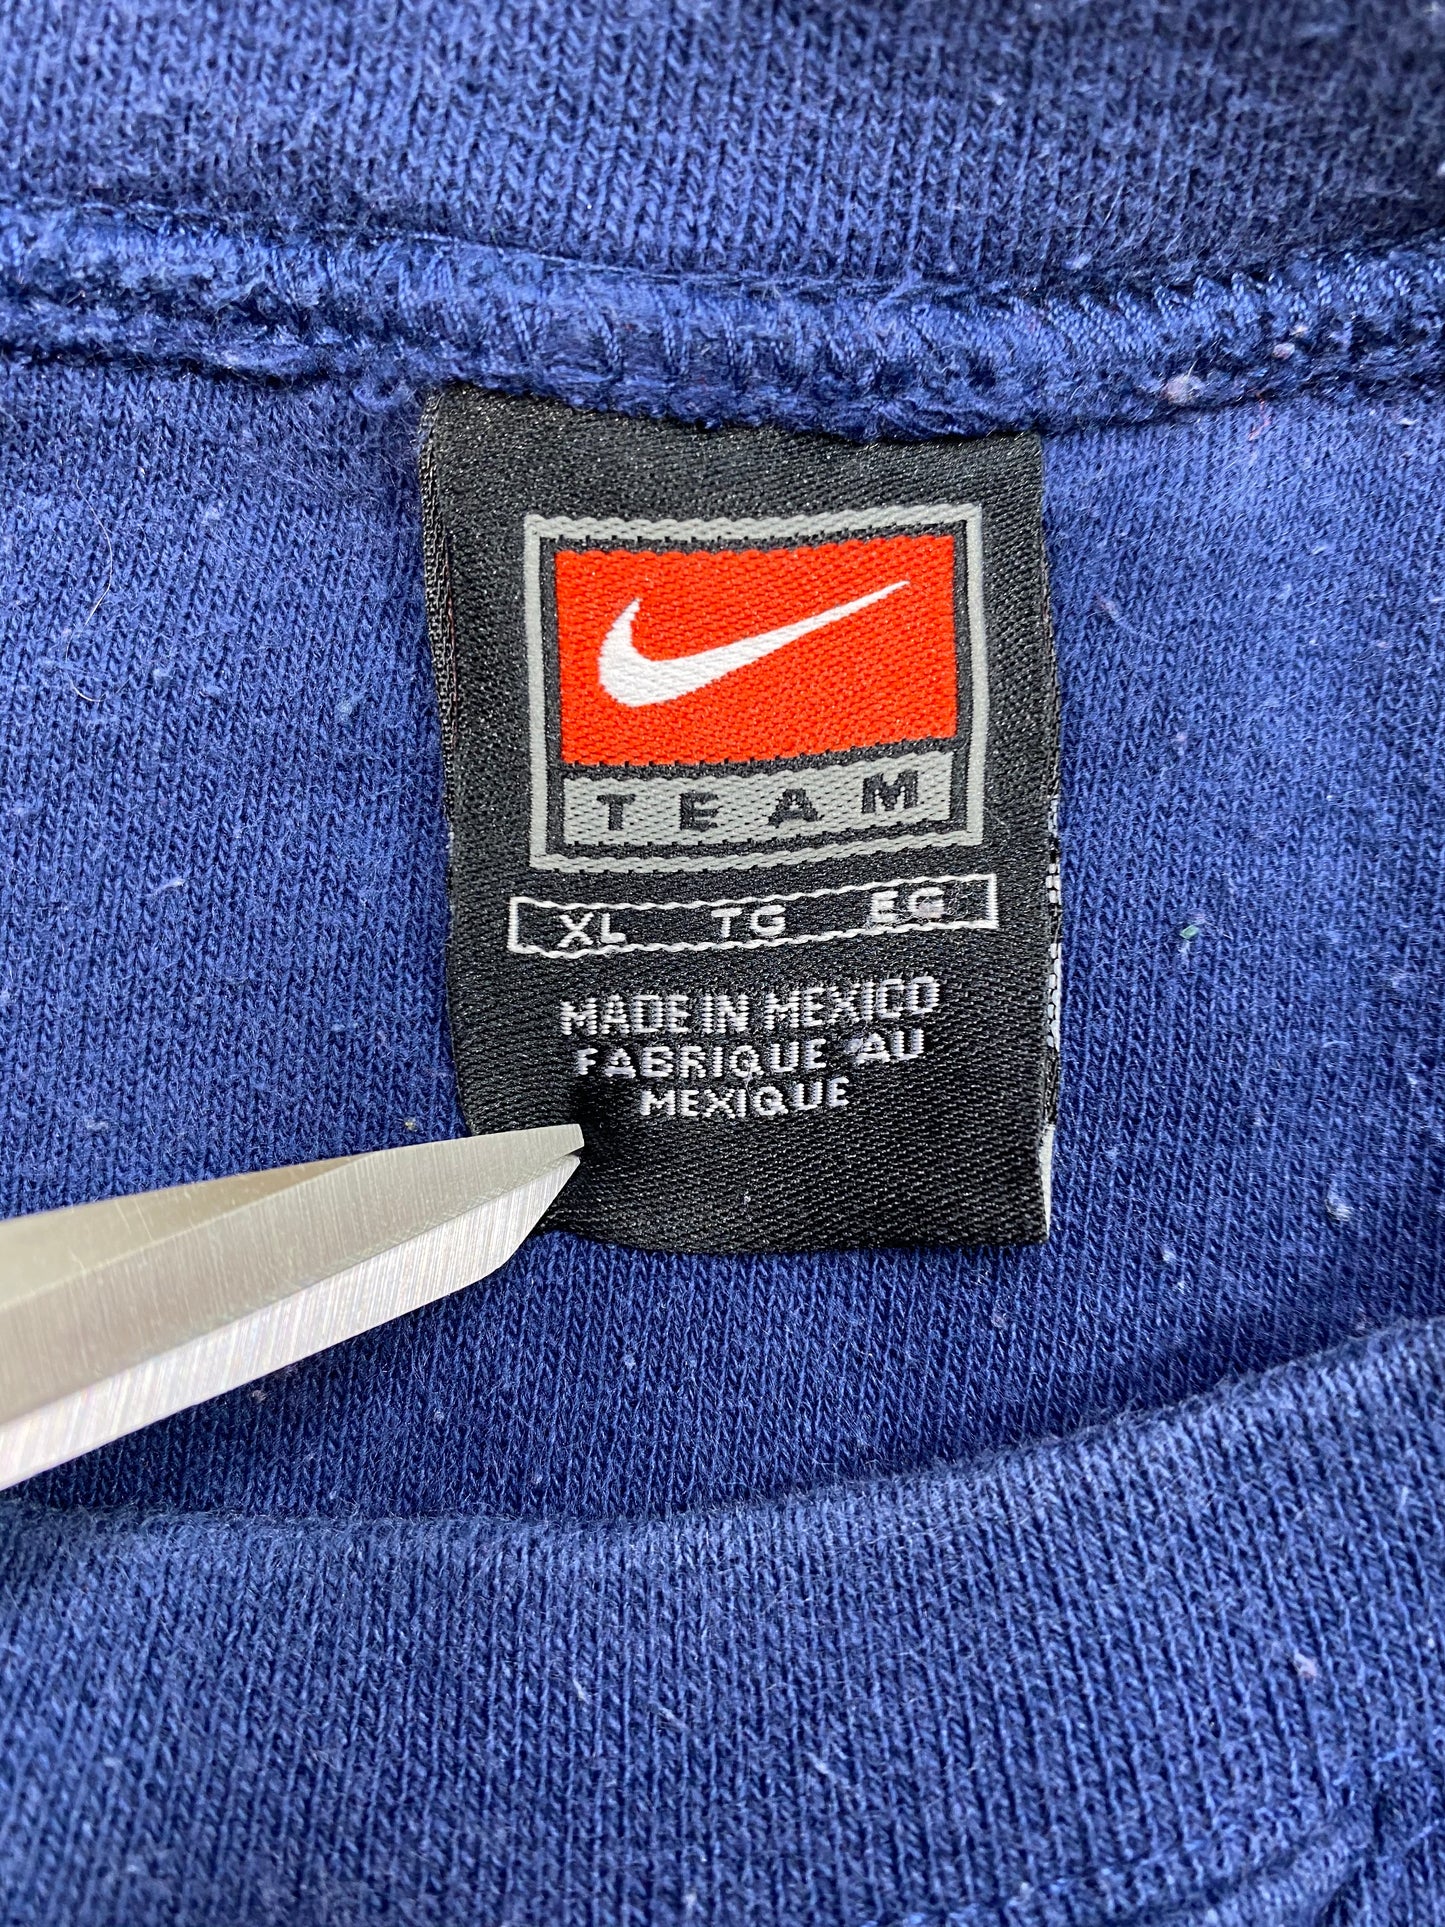 TEAM
XL TG EG
MADE IN MEXICO
FABRIQUE AU
MEXIQUE